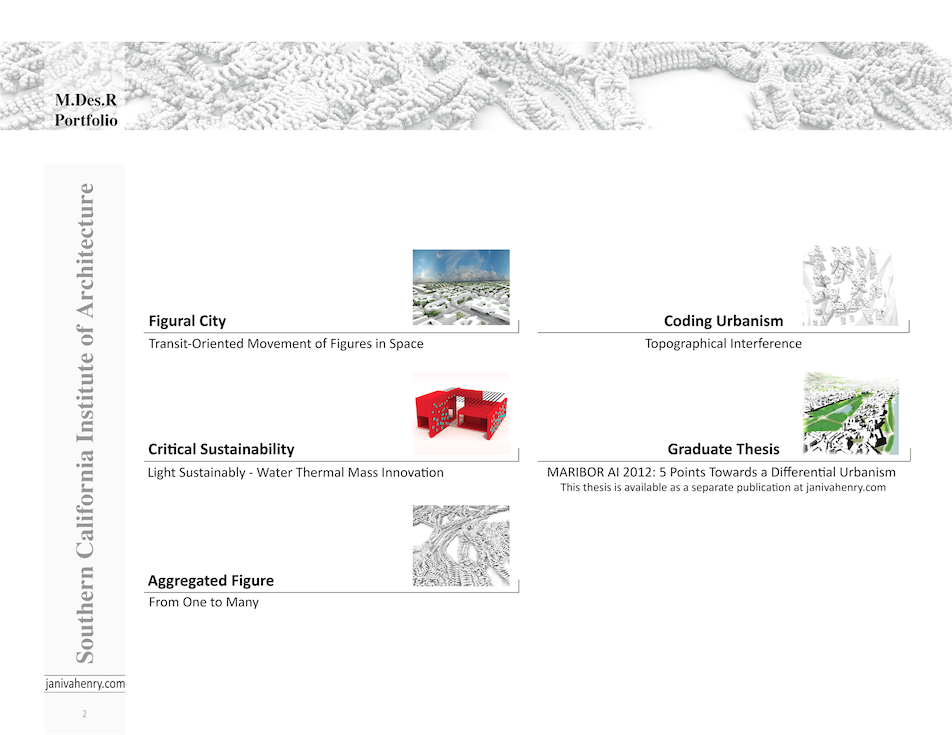 M.Des.R
Portfolio
Southern California Institute of Architecture
Figural City
Transit-Oriented Movement of Figures in Space
Critical Sustainability
Light Sustainably - Water Thermal Mass Innovation
Aggregated Figure
From One to Many
Coding Urbanism
Topographical Interference
Graduate Thesis
MARIBOR AI 2012: 5 Points Towards a Differential Urbanism
This thesis is available as a separate publication at janivahenry.com
janivahenry.com
2